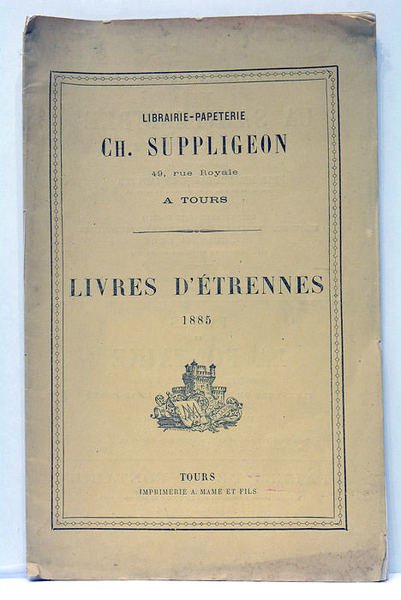 LIBRAIRIE-PAPETERIE
CH. SUPPLIGEON
49, rue Royale
A TOURS
LIVRES D'ÉTRENNES
1885
TOURS
IMPRIMERIE A. MAME ET FILS